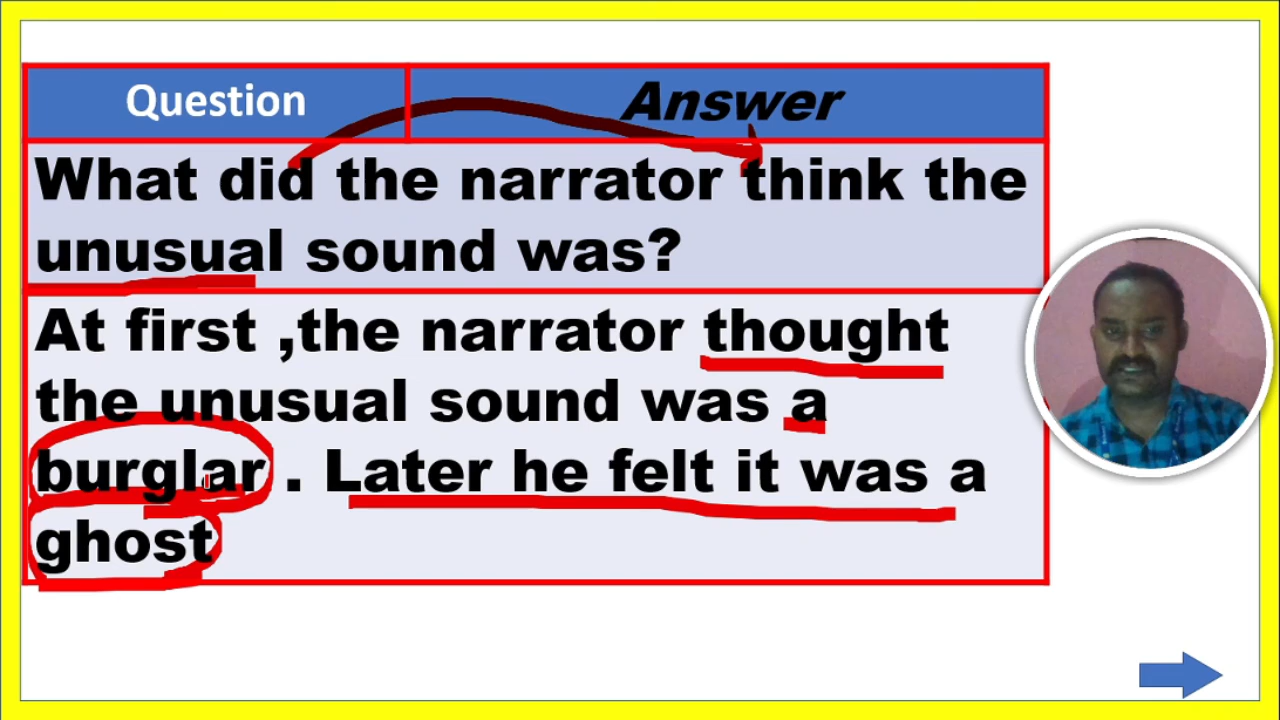 Question Answer
What did the narrator think the
unusual sound was?
At first ,the narrator thought
the unusual sound was a
burglar . Later he felt it was a
ghost